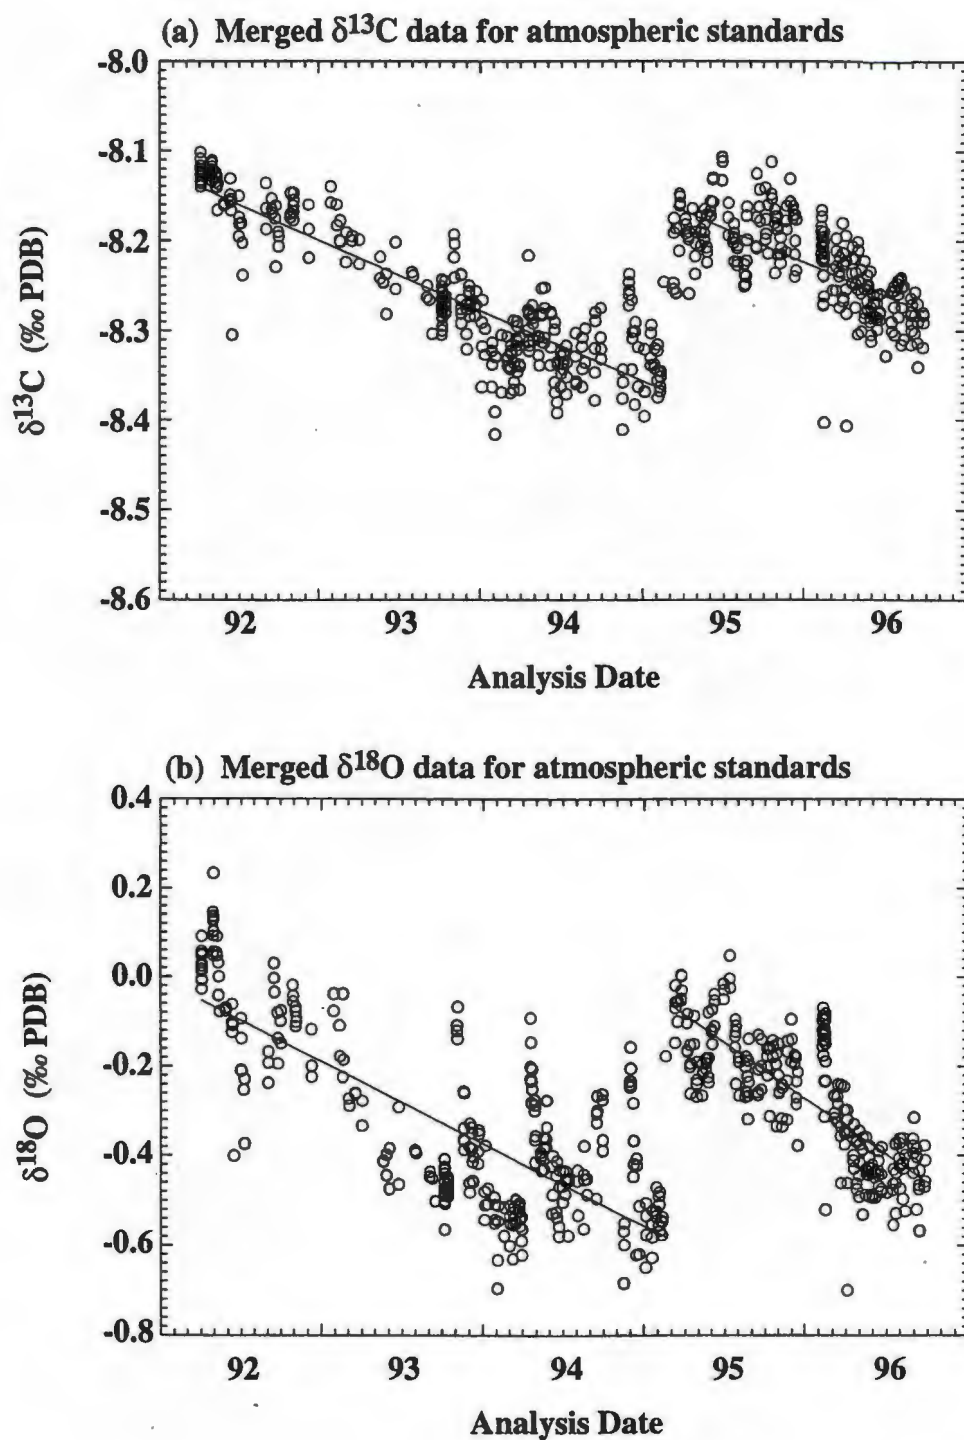 (a) Merged δ¹³C data for atmospheric standards
-8.0
-8.1
-8.2
-8.3
-8.4
-8.5
-8.6
δ¹³C (‰ PDB)
92 93 94 95 96
Analysis Date
(b) Merged δ¹⁸O data for atmospheric standards
0.4
0.2
0.0
-0.2
-0.4
-0.6
-0.8
δ¹⁸O (‰ PDB)
92 93 94 95 96
Analysis Date